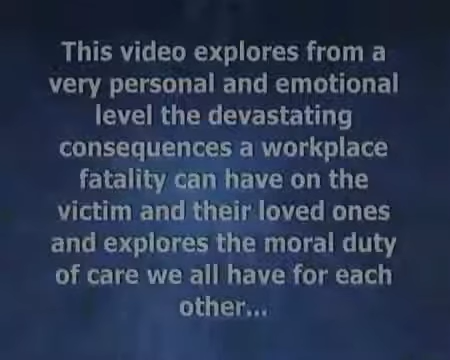 This video explores from a
very personal and emotional
level the devastating
consequences a workplace
fatality can have on the
victim and their loved ones
and explores the moral duty
of care we all have for each
other...